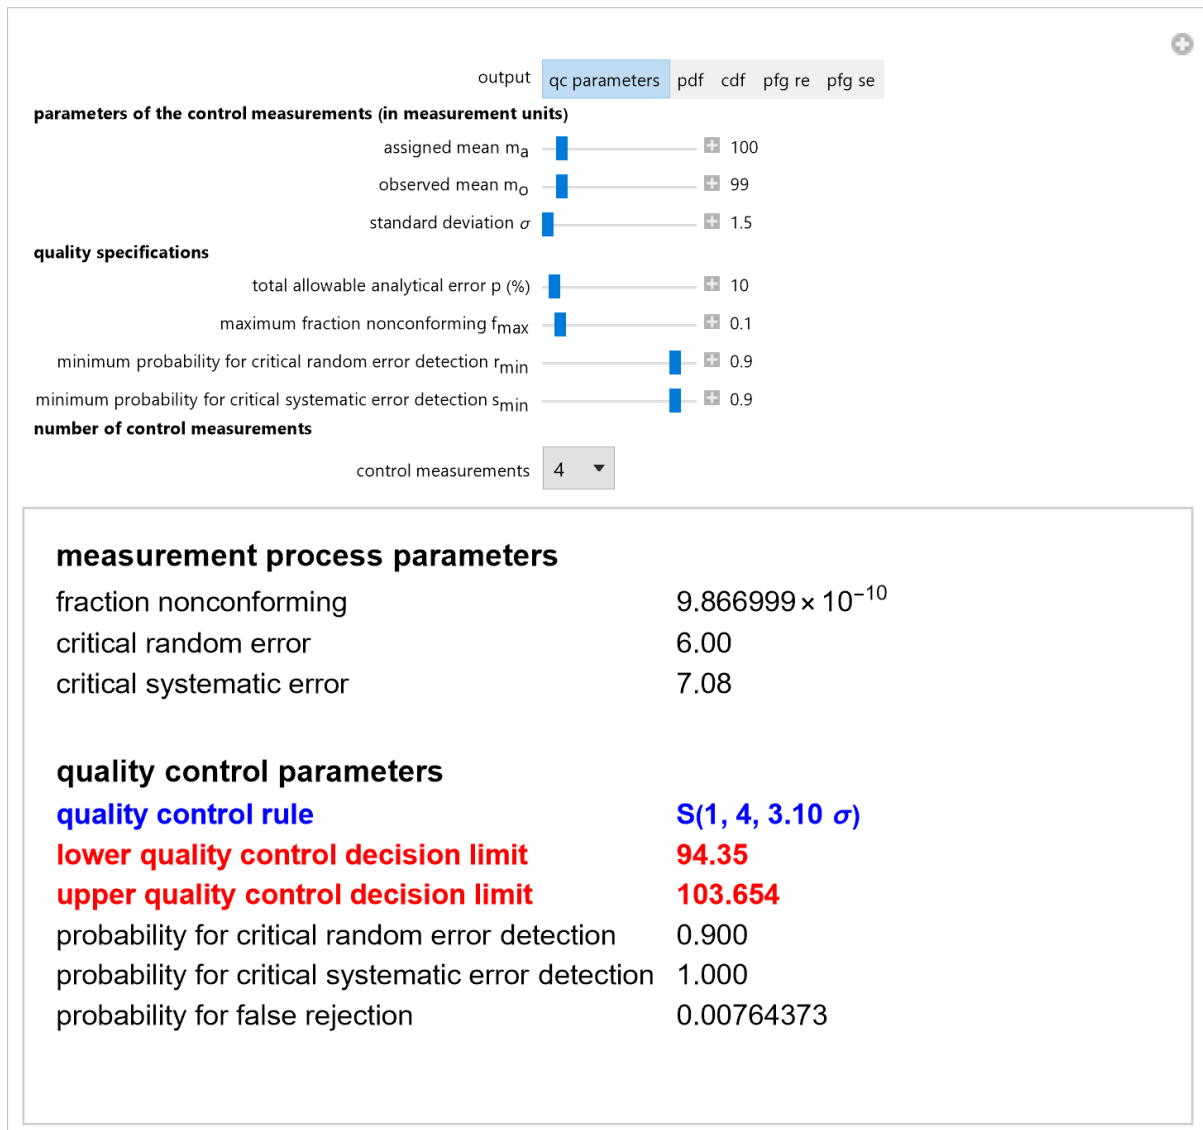 output qc parameters pdf cdf pfg re pfg se
parameters of the control measurements (in measurement units)
assigned mean mₐ 100
observed mean mₒ 99
standard deviation σ 1.5
quality specifications
total allowable analytical error p (%) 10
maximum fraction nonconforming fmax 0.1
minimum probability for critical random error detection rmin 0.9
minimum probability for critical systematic error detection smin 0.9
number of control measurements
control measurements 4
measurement process parameters
fraction nonconforming 9.866999 × 10⁻¹⁰
critical random error 6.00
critical systematic error 7.08
quality control parameters
quality control rule S(1, 4, 3.10 σ)
lower quality control decision limit 94.35
upper quality control decision limit 103.654
probability for critical random error detection 0.900
probability for critical systematic error detection 1.000
probability for false rejection 0.00764373